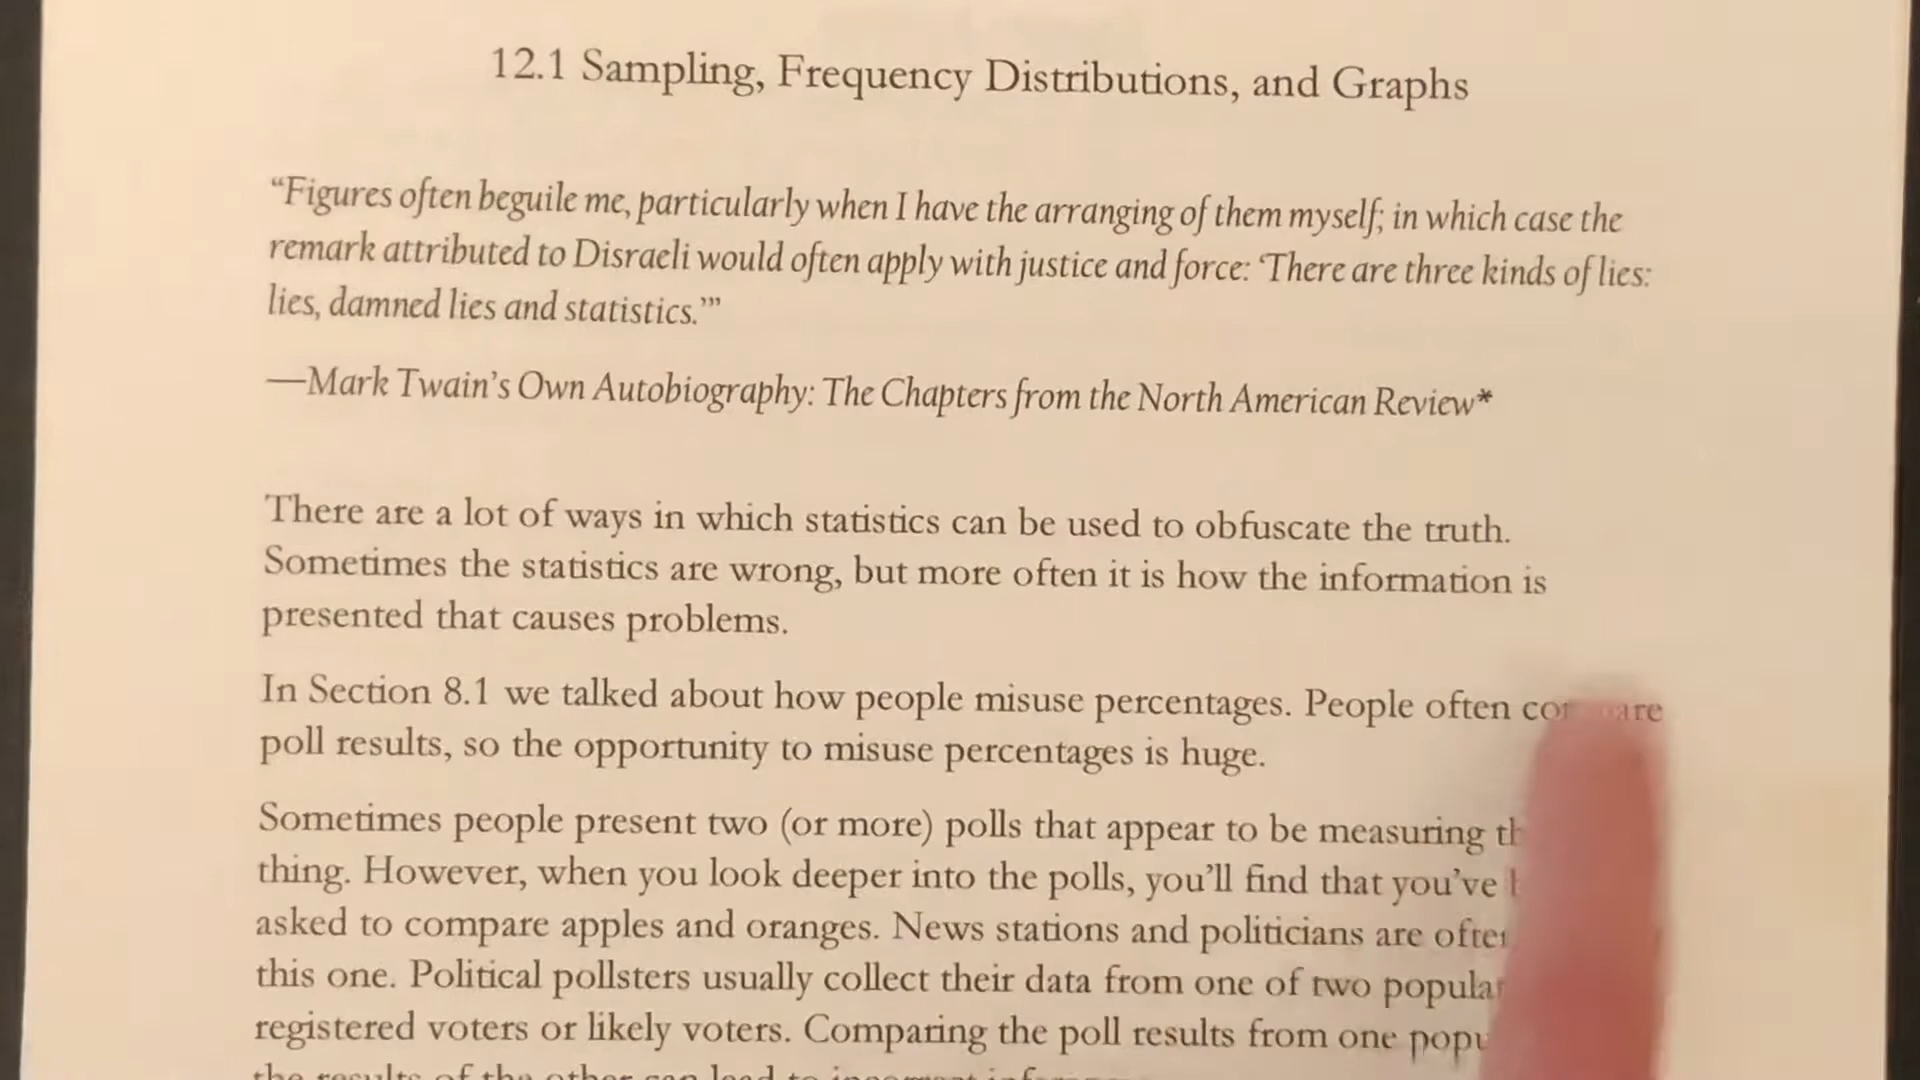 12.1 Sampling, Frequency Distributions, and Graphs
“Figures often beguile me, particularly when I have the arranging of them myself; in which case the
remark attributed to Disraeli would often apply with justice and force: ‘There are three kinds of lies:
lies, damned lies and statistics.’”
—Mark Twain’s Own Autobiography: The Chapters from the North American Review*
There are a lot of ways in which statistics can be used to obfuscate the truth.
Sometimes the statistics are wrong, but more often it is how the information is
presented that causes problems.
In Section 8.1 we talked about how people misuse percentages. People often
poll results, so the opportunity to misuse percentages is huge.
Sometimes people present two (or more) polls that appear to be measuring
thing. However, when you look deeper into the polls, you’ll find that you’ve
asked to compare apples and oranges. News stations and politicians are
this one. Political pollsters usually collect their data from one of two
registered voters or likely voters. Comparing the poll results from one